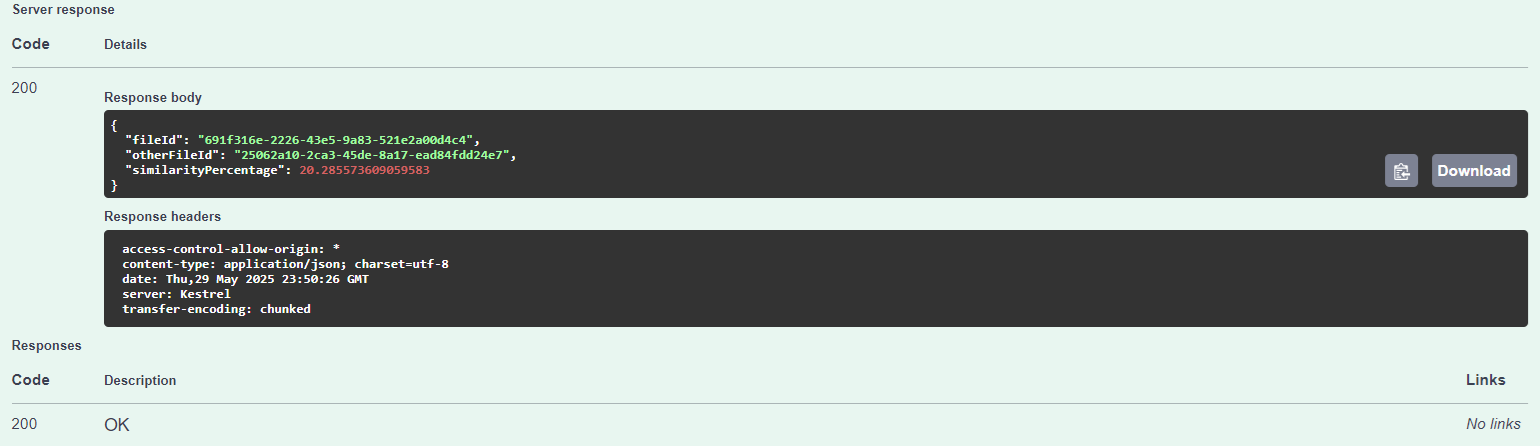 Server response
Code Details
200
Response body
{
  "fileId": "691f316e-2226-43e5-9a83-521e2a00d4c4",
  "otherFileId": "25062a10-2ca3-45de-8a17-ead84fdd24e7",
  "similarityPercentage": 20.285573609059583
}
Download
Response headers
access-control-allow-origin: *
content-type: application/json; charset=utf-8
date: Thu,29 May 2025 23:50:26 GMT
server: Kestrel
transfer-encoding: chunked
Responses
Code Description Links
200 OK No links